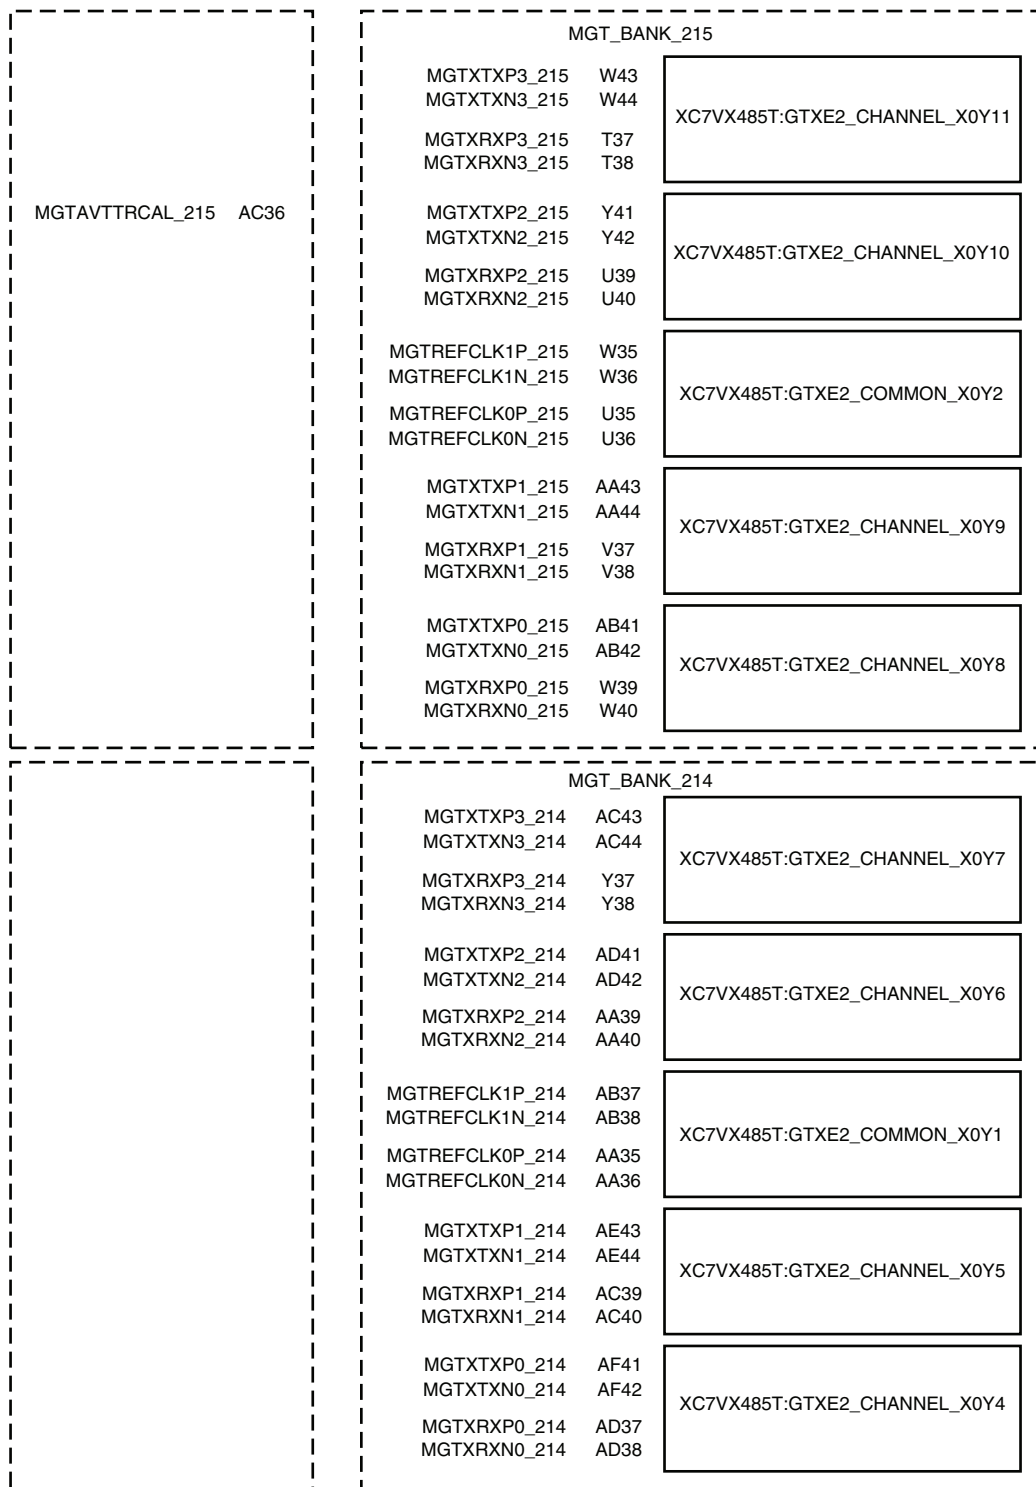 MGT_BANK_215
MGTXTXP3_215 W43
MGTXTXN3_215 W44
XC7VX485T:GTXE2_CHANNEL_X0Y11
MGTXRXP3_215 T37
MGTXRXN3_215 T38
MGTAVTTRCAL_215 AC36
MGTXTXP2_215 Y41
MGTXTXN2_215 Y42
XC7VX485T:GTXE2_CHANNEL_X0Y10
MGTXRXP2_215 U39
MGTXRXN2_215 U40
MGTREFCLK1P_215 W35
MGTREFCLK1N_215 W36
XC7VX485T:GTXE2_COMMON_X0Y2
MGTREFCLK0P_215 U35
MGTREFCLK0N_215 U36
MGTXTXP1_215 AA43
MGTXTXN1_215 AA44
XC7VX485T:GTXE2_CHANNEL_X0Y9
MGTXRXP1_215 V37
MGTXRXN1_215 V38
MGTXTXP0_215 AB41
MGTXTXN0_215 AB42
XC7VX485T:GTXE2_CHANNEL_X0Y8
MGTXRXP0_215 W39
MGTXRXN0_215 W40
MGT_BANK_214
MGTXTXP3_214 AC43
MGTXTXN3_214 AC44
XC7VX485T:GTXE2_CHANNEL_X0Y7
MGTXRXP3_214 Y37
MGTXRXN3_214 Y38
MGTXTXP2_214 AD41
MGTXTXN2_214 AD42
XC7VX485T:GTXE2_CHANNEL_X0Y6
MGTXRXP2_214 AA39
MGTXRXN2_214 AA40
MGTREFCLK1P_214 AB37
MGTREFCLK1N_214 AB38
XC7VX485T:GTXE2_COMMON_X0Y1
MGTREFCLK0P_214 AA35
MGTREFCLK0N_214 AA36
MGTXTXP1_214 AE43
MGTXTXN1_214 AE44
XC7VX485T:GTXE2_CHANNEL_X0Y5
MGTXRXP1_214 AC39
MGTXRXN1_214 AC40
MGTXTXP0_214 AF41
MGTXTXN0_214 AF42
XC7VX485T:GTXE2_CHANNEL_X0Y4
MGTXRXP0_214 AD37
MGTXRXN0_214 AD38